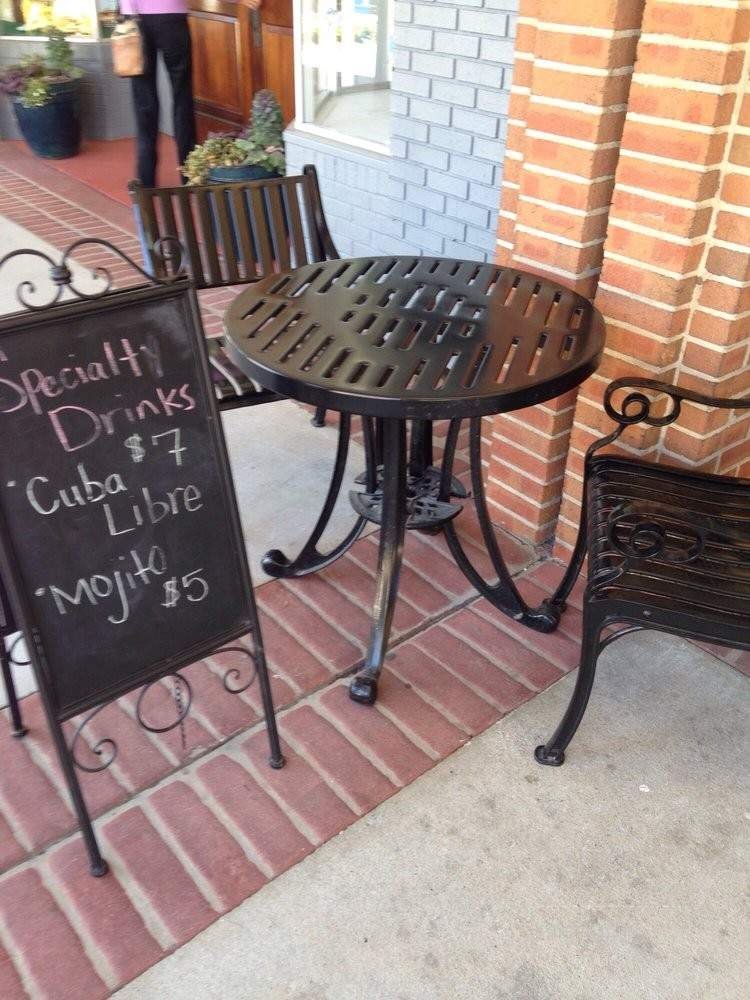 Specialty
Drinks
$7
• Cuba
Libre
• Mojito
$5